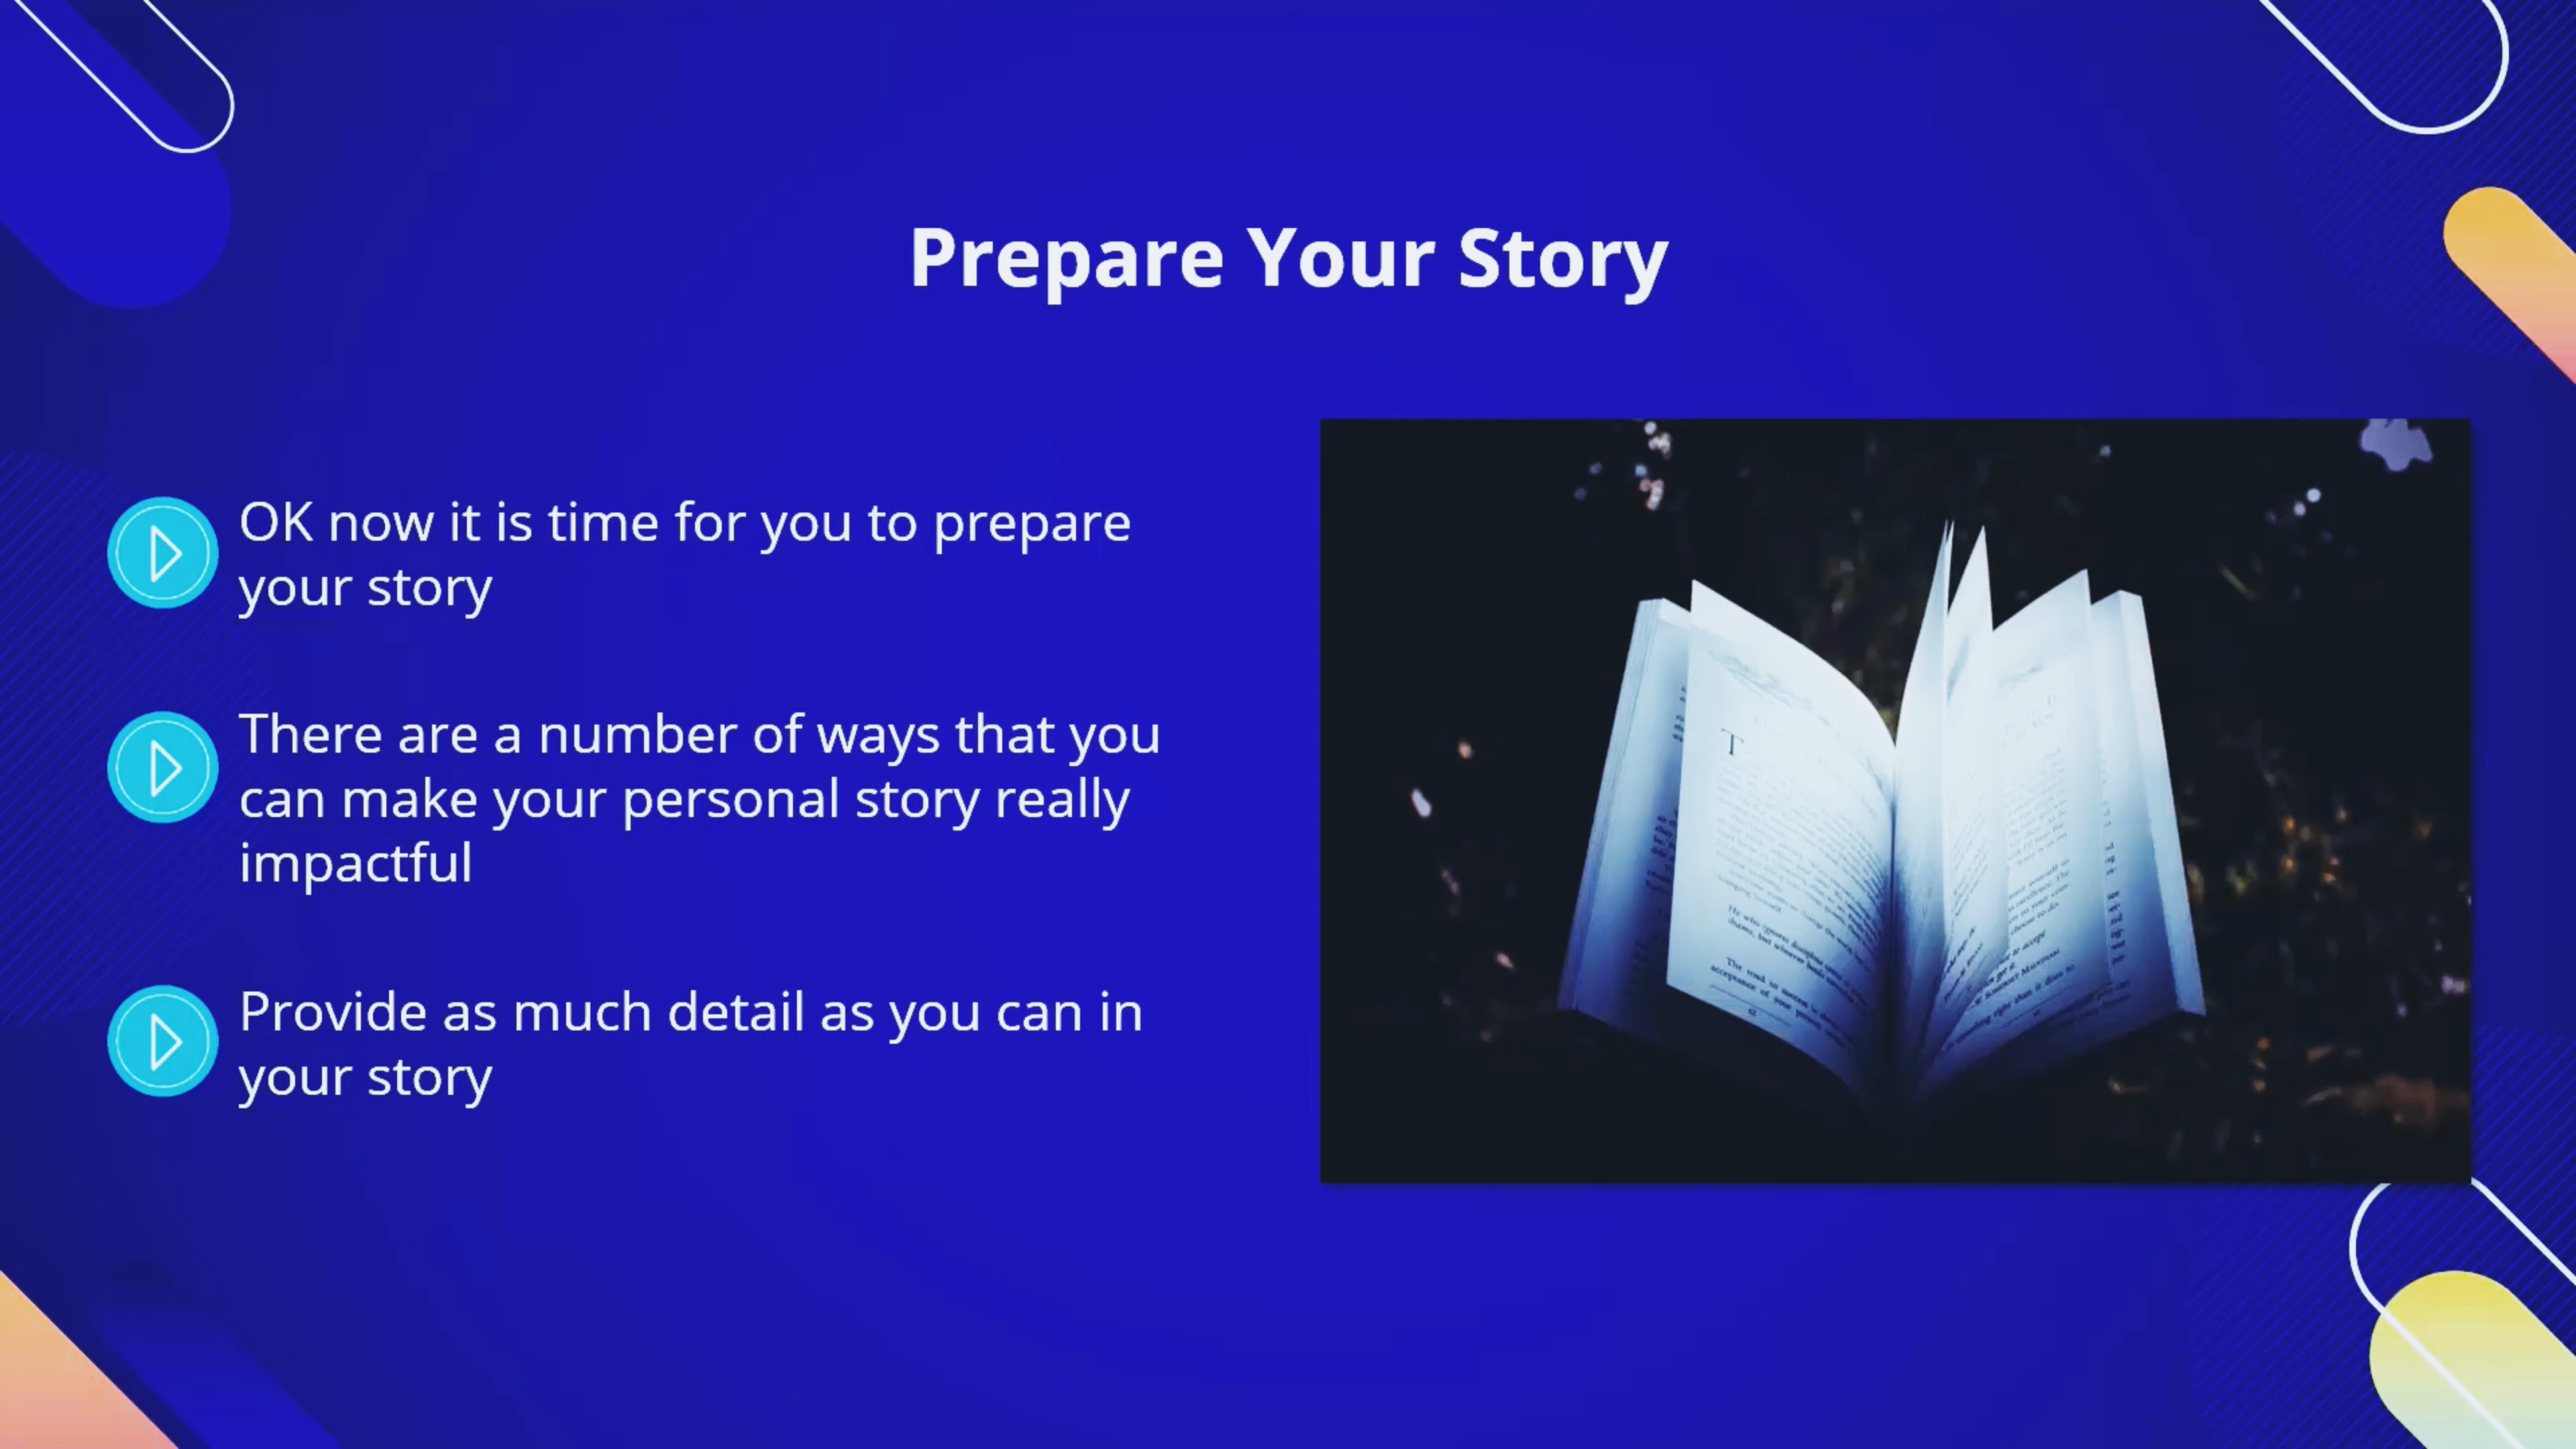 Prepare Your Story
OK now it is time for you to prepare
your story
There are a number of ways that you
can make your personal story really
impactful
Provide as much detail as you can in
your story
T